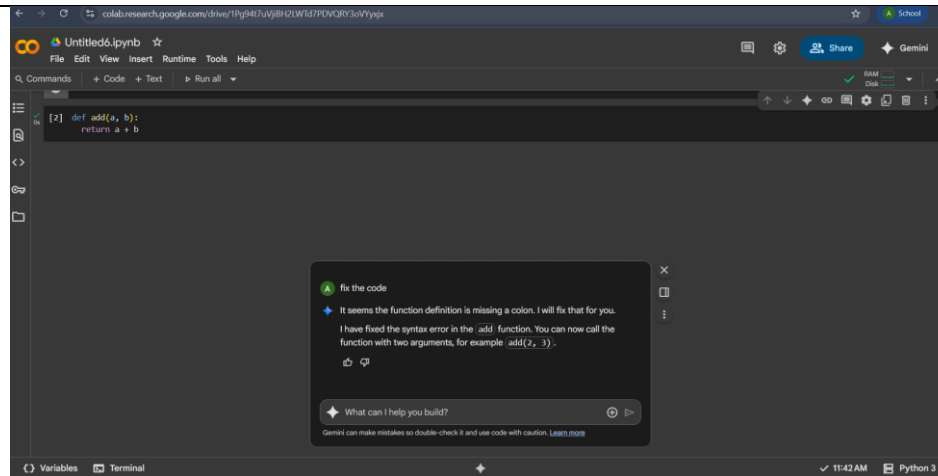 colab.research.google.com/drive/1Pg94t7uVjiBH2LWTd7PDVQRY3oVYyxjx
A School
CO Untitled6.ipynb
File Edit View Insert Runtime Tools Help
Share
Gemini
Commands + Code + Text Run all
RAM
Disk
0s
[2] def add(a, b):
return a + b
A fix the code
It seems the function definition is missing a colon. I will fix that for you.
I have fixed the syntax error in the add function. You can now call the
function with two arguments, for example add(2, 3).
What can I help you build?
Gemini can make mistakes so double-check it and use code with caution. Learn more
{} Variables Terminal
11:42 AM Python 3